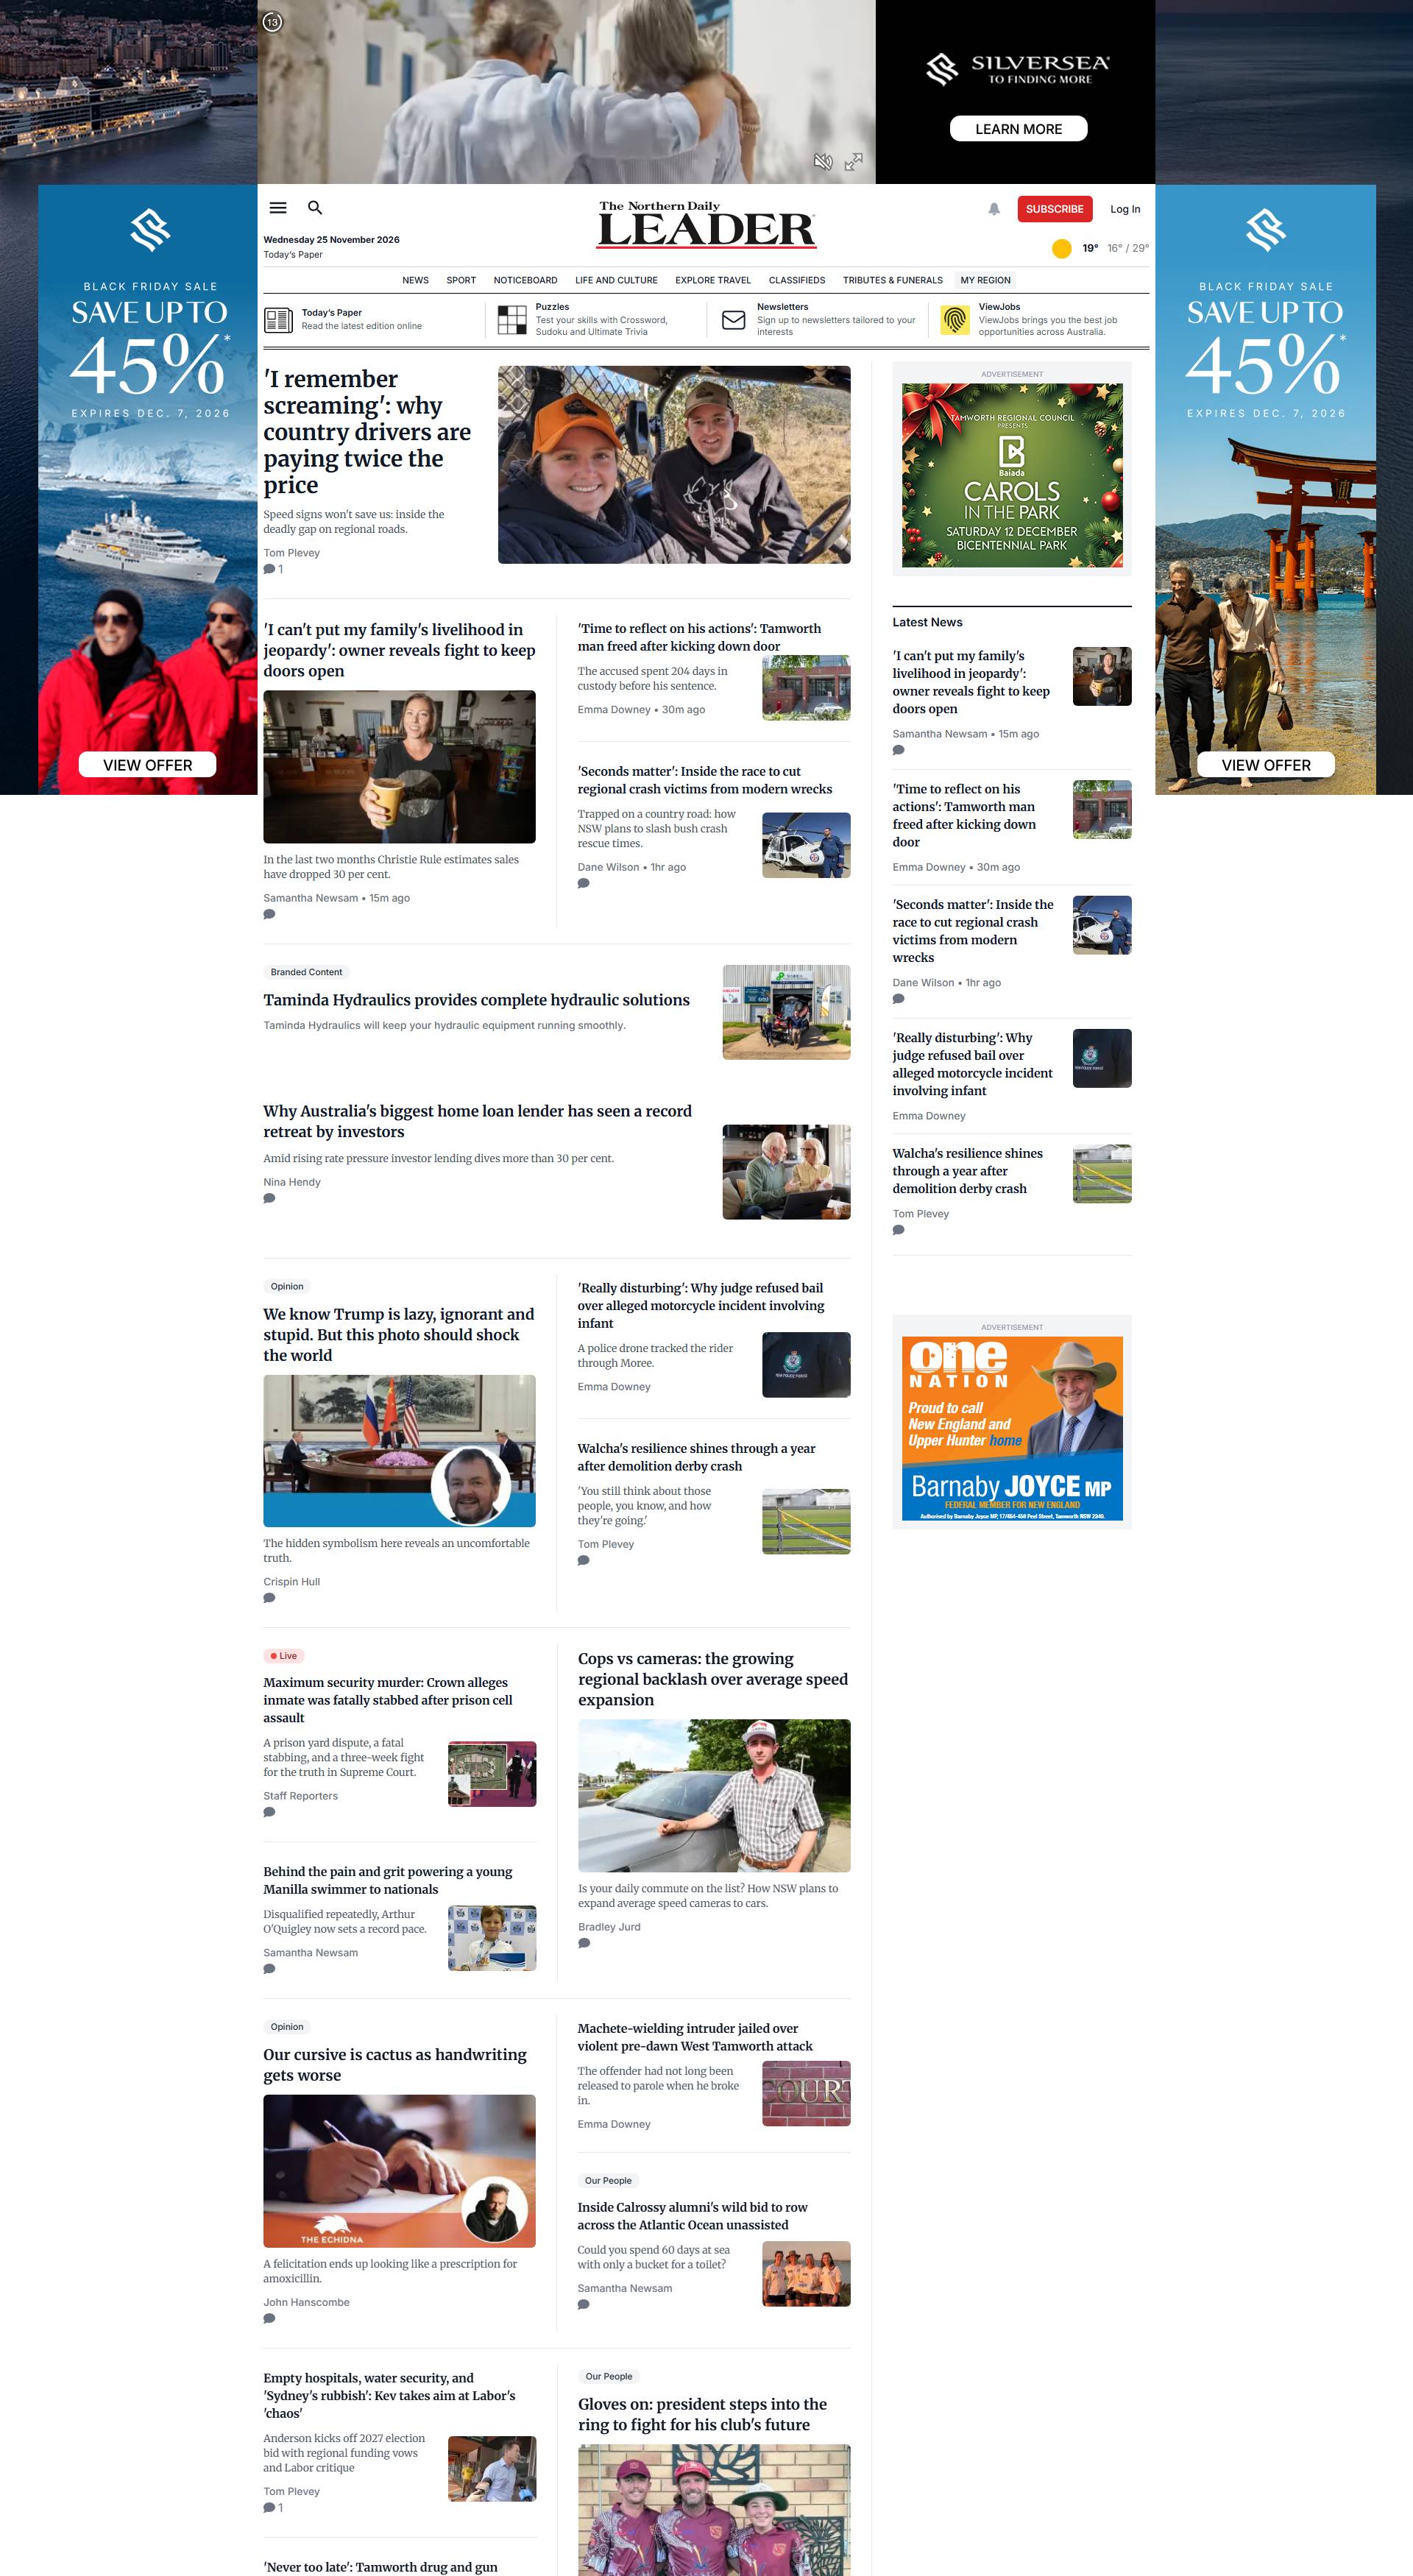 13
SILVERSEA
TO FINDING MORE
LEARN MORE
BLACK FRIDAY SALE
SAVE UP TO
45%*
EXPIRES DEC. 7, 2026
VIEW OFFER
BLACK FRIDAY SALE
SAVE UP TO
45%*
EXPIRES DEC. 7, 2026
VIEW OFFER
The Northern Daily
LEADER
SUBSCRIBE
Log In
Wednesday 25 November 2026
Today's Paper
19° 16° / 29°
NEWS
SPORT
NOTICEBOARD
LIFE AND CULTURE
EXPLORE TRAVEL
CLASSIFIEDS
TRIBUTES & FUNERALS
MY REGION
Today's Paper
Read the latest edition online
Puzzles
Test your skills with Crossword,
Sudoku and Ultimate Trivia
Newsletters
Sign up to newsletters tailored to your
interests
ViewJobs
ViewJobs brings you the best job
opportunities across Australia.
'I remember
screaming': why
country drivers are
paying twice the
price
Speed signs won't save us: inside the
deadly gap on regional roads.
Tom Plevey
1
'I can't put my family's livelihood in
jeopardy': owner reveals fight to keep
doors open
In the last two months Christie Rule estimates sales
have dropped 30 per cent.
Samantha Newsam • 15m ago
'Time to reflect on his actions': Tamworth
man freed after kicking down door
The accused spent 204 days in
custody before his sentence.
Emma Downey • 30m ago
'Seconds matter': Inside the race to cut
regional crash victims from modern wrecks
Trapped on a country road: how
NSW plans to slash bush crash
rescue times.
Dane Wilson • 1hr ago
Branded Content
Taminda Hydraulics provides complete hydraulic solutions
Taminda Hydraulics will keep your hydraulic equipment running smoothly.
Why Australia's biggest home loan lender has seen a record
retreat by investors
Amid rising rate pressure investor lending dives more than 30 per cent.
Nina Hendy
Opinion
We know Trump is lazy, ignorant and
stupid. But this photo should shock
the world
The hidden symbolism here reveals an uncomfortable
truth.
Crispin Hull
'Really disturbing': Why judge refused bail
over alleged motorcycle incident involving
infant
A police drone tracked the rider
through Moree.
Emma Downey
Walcha's resilience shines through a year
after demolition derby crash
'You still think about those
people, you know, and how
they're going.'
Tom Plevey
Live
Maximum security murder: Crown alleges
inmate was fatally stabbed after prison cell
assault
A prison yard dispute, a fatal
stabbing, and a three-week fight
for the truth in Supreme Court.
Staff Reporters
Behind the pain and grit powering a young
Manilla swimmer to nationals
Disqualified repeatedly, Arthur
O'Quigley now sets a record pace.
Samantha Newsam
Cops vs cameras: the growing
regional backlash over average speed
expansion
Is your daily commute on the list? How NSW plans to
expand average speed cameras to cars.
Bradley Jurd
Opinion
Our cursive is cactus as handwriting
gets worse
THE ECHIDNA
A felicitation ends up looking like a prescription for
amoxicillin.
John Hanscombe
Machete-wielding intruder jailed over
violent pre-dawn West Tamworth attack
The offender had not long been
released to parole when he broke
in.
Emma Downey
OUR
Our People
Inside Calrossy alumni's wild bid to row
across the Atlantic Ocean unassisted
Could you spend 60 days at sea
with only a bucket for a toilet?
Samantha Newsam
Empty hospitals, water security, and
'Sydney's rubbish': Kev takes aim at Labor's
'chaos'
Anderson kicks off 2027 election
bid with regional funding vows
and Labor critique
Tom Plevey
1
'Never too late': Tamworth drug and gun
Our People
Gloves on: president steps into the
ring to fight for his club's future
ADVERTISEMENT
TAMWORTH REGIONAL COUNCIL
PRESENTS
Baiada
CAROLS
IN THE PARK
SATURDAY 12 DECEMBER
BICENTENNIAL PARK
Latest News
'I can't put my family's
livelihood in jeopardy':
owner reveals fight to keep
doors open
Samantha Newsam • 15m ago
'Time to reflect on his
actions': Tamworth man
freed after kicking down
door
Emma Downey • 30m ago
'Seconds matter': Inside the
race to cut regional crash
victims from modern
wrecks
Dane Wilson • 1hr ago
'Really disturbing': Why
judge refused bail over
alleged motorcycle incident
involving infant
Emma Downey
Walcha's resilience shines
through a year after
demolition derby crash
Tom Plevey
ADVERTISEMENT
one
NATION
Proud to call
New England and
Upper Hunter home
Barnaby JOYCE MP
FEDERAL MEMBER FOR NEW ENGLAND
Authorised by Barnaby Joyce MP, 17/454-458 Peel Street, Tamworth NSW 2340.